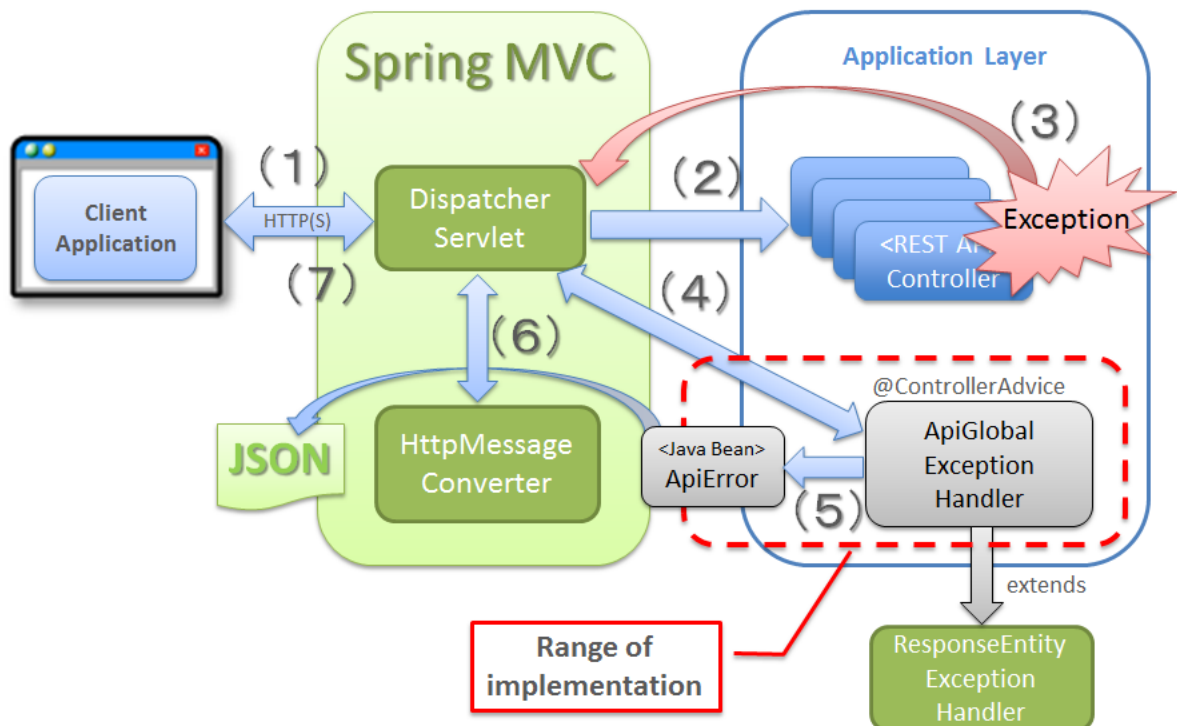 Spring MVC
Application Layer
(3)
(1)
(2)
Client
Application
HTTP(S)
Dispatcher
Servlet
Exception
<REST
Controller
(7)
(4)
(6)
@ControllerAdvice
JSON
HttpMessage
Converter
<Java Bean>
ApiError
(5)
ApiGlobal
Exception
Handler
extends
Range of
implementation
ResponseEntity
Exception
Handler